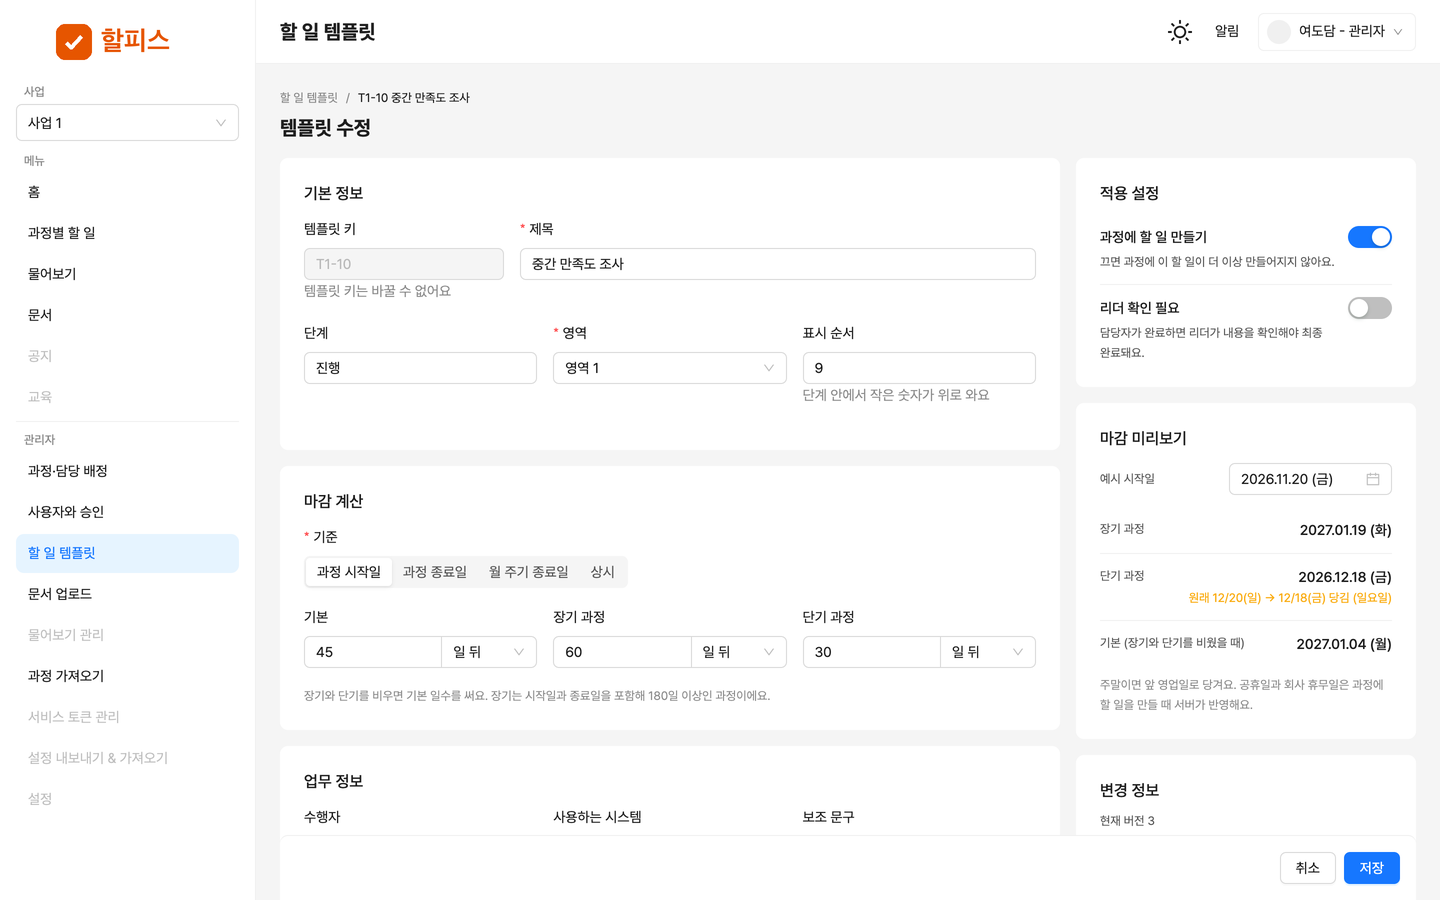 할피스
사업
사업 1
메뉴
홈
과정별 할 일
물어보기
문서
공지
교육
관리자
과정·담당 배정
사용자와 승인
할 일 템플릿
문서 업로드
물어보기 관리
과정 가져오기
서비스 토큰 관리
설정 내보내기 & 가져오기
설정
할 일 템플릿
알림
여도담 - 관리자
할 일 템플릿 / T1-10 중간 만족도 조사
템플릿 수정
기본 정보
템플릿 키
* 제목
T1-10
중간 만족도 조사
템플릿 키는 바꿀 수 없어요
단계
* 영역
표시 순서
진행
영역 1
9
단계 안에서 작은 숫자가 위로 와요
마감 계산
* 기준
과정 시작일 과정 종료일 월 주기 종료일 상시
기본
장기 과정
단기 과정
45 일 뒤
60 일 뒤
30 일 뒤
장기와 단기를 비우면 기본 일수를 써요. 장기는 시작일과 종료일을 포함해 180일 이상인 과정이에요.
업무 정보
수행자
사용하는 시스템
보조 문구
적용 설정
과정에 할 일 만들기
끄면 과정에 이 할 일이 더 이상 만들어지지 않아요.
리더 확인 필요
담당자가 완료하면 리더가 내용을 확인해야 최종
완료돼요.
마감 미리보기
예시 시작일
2026.11.20 (금)
장기 과정
2027.01.19 (화)
단기 과정
2026.12.18 (금)
원래 12/20(일) → 12/18(금) 당김 (일요일)
기본 (장기와 단기를 비웠을 때)
2027.01.04 (월)
주말이면 앞 영업일로 당겨요. 공휴일과 회사 휴무일은 과정에
할 일을 만들 때 서버가 반영해요.
변경 정보
현재 버전 3
취소
저장